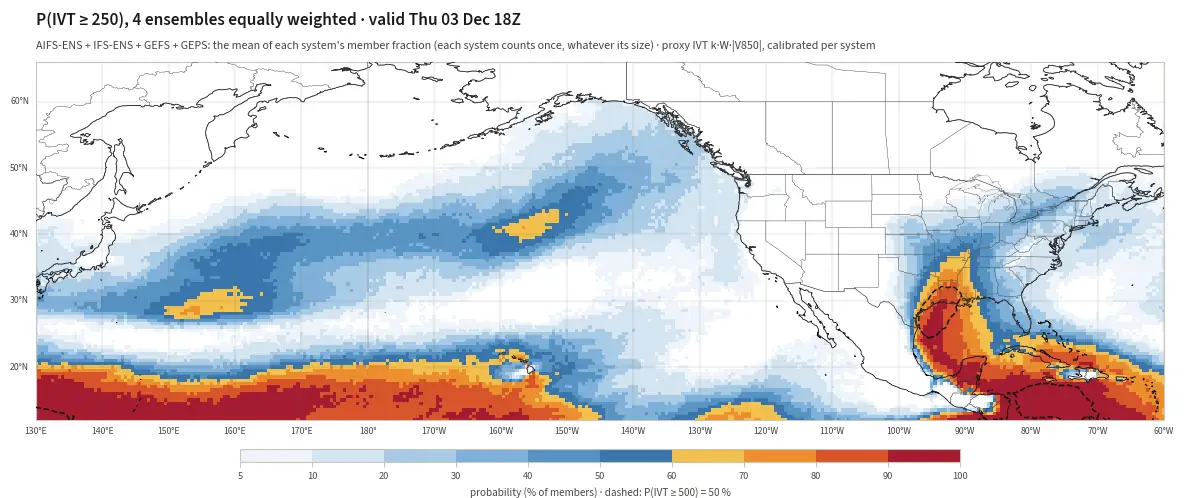 P(IVT ≥ 250), 4 ensembles equally weighted · valid Thu 03 Dec 18Z
AIFS-ENS + IFS-ENS + GEFS + GEPS: the mean of each system's member fraction (each system counts once, whatever its size) · proxy IVT k·W·|V850|, calibrated per system
60°N
50°N
40°N
30°N
20°N
130°E 140°E 150°E 160°E 170°E 180° 170°W 160°W 150°W 140°W 130°W 120°W 110°W 100°W 90°W 80°W 70°W 60°W
5 10 20 30 40 50 60 70 80 90 100
probability (% of members) · dashed: P(IVT ≥ 500) = 50 %